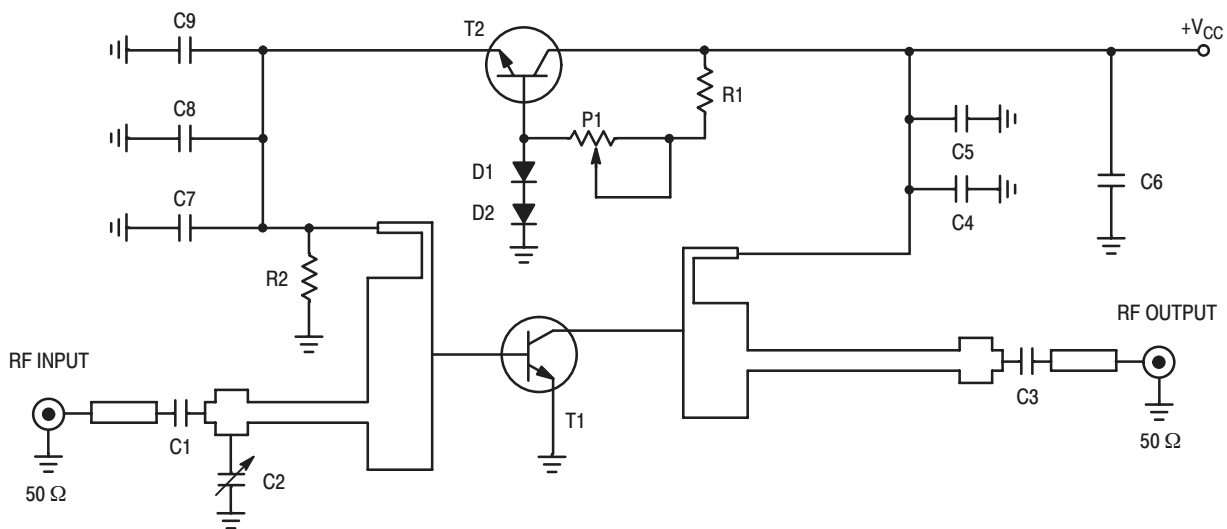 C9
T2
+VCC
C8
P1
R1
C5
D1
C7
D2
C4
C6
R2
RF INPUT
RF OUTPUT
C1
T1
C3
C2
50 Ω
50 Ω